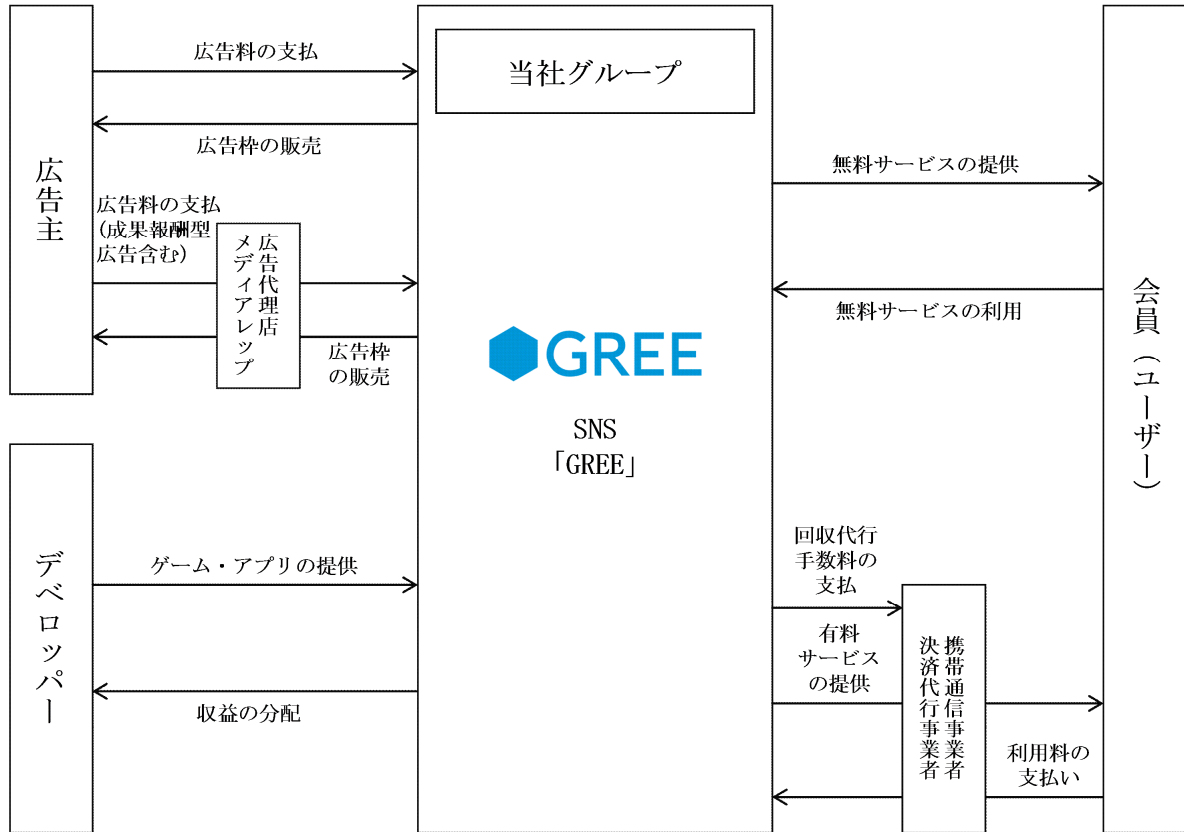 広告主
広告料の支払
広告枠の販売
広告料の支払
(成果報酬型
広告含む)
広告代理店
メディアレップ
広告枠
の販売
デベロッパー
ゲーム・アプリの提供
収益の分配
当社グループ
GREE
SNS
「GREE」
無料サービスの提供
無料サービスの利用
回収代行
手数料の
支払
有料
サービス
の提供
携帯通信事業者
決済代行事業者
利用料の
支払い
会員(ユーザー)